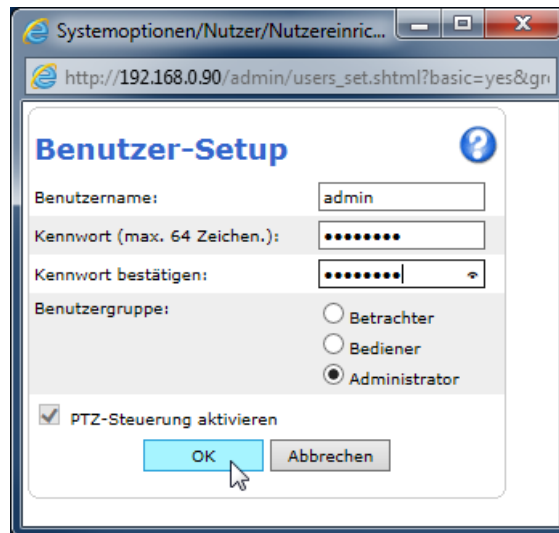 Systemoptionen/Nutzer/Nutzereinric...
http://192.168.0.90/admin/users_set.shtml?basic=yes&gr
Benutzer-Setup
Benutzername: admin
Kennwort (max. 64 Zeichen.): ••••••••
Kennwort bestätigen: ••••••••
Benutzergruppe:
Betrachter
Bediener
Administrator
PTZ-Steuerung aktivieren
OK Abbrechen